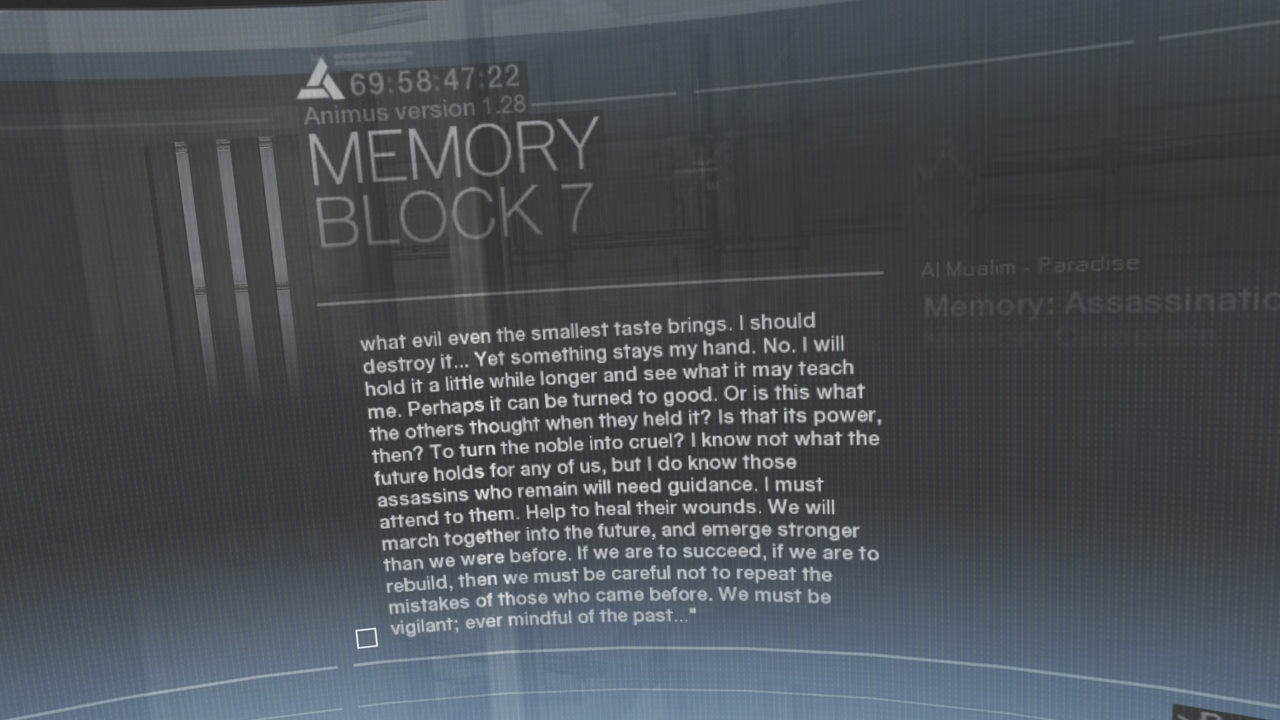 69:58:47:22
Animus version 1.28
MEMORY
BLOCK 7
what evil even the smallest taste brings. I should
destroy it... Yet something stays my hand. No. I will
hold it a little while longer and see what it may teach
me. Perhaps it can be turned to good. Or is this what
the others thought when they held it? Is that its power,
then? To turn the noble into cruel? I know not what the
future holds for any of us, but I do know those
assassins who remain will need guidance. I must
attend to them. Help to heal their wounds. We will
march together into the future, and emerge stronger
than we were before. If we are to succeed, if we are to
rebuild, then we must be careful not to repeat the
mistakes of those who came before. We must be
vigilant; ever mindful of the past..."
Al Mualim - Paradise
Memory: Assassinatio